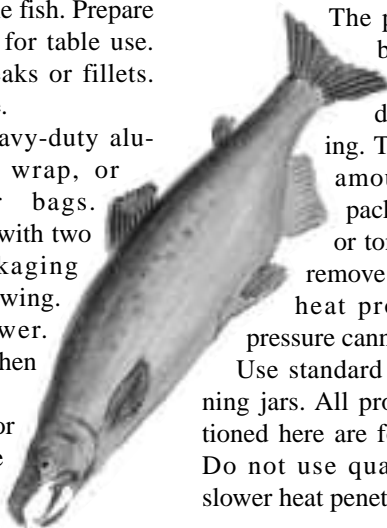 e fish. Prepare
for table use.
aks or fillets.
.
avy-duty alu-
wrap, or
bags.
with two
kaging
wing.
wer.
hen
or
e
The p
b
d
ing. T
amou
pack
or to
remove
heat pro
pressure cann
Use standard
ning jars. All pro
tioned here are fo
Do not use qua
slower heat penet